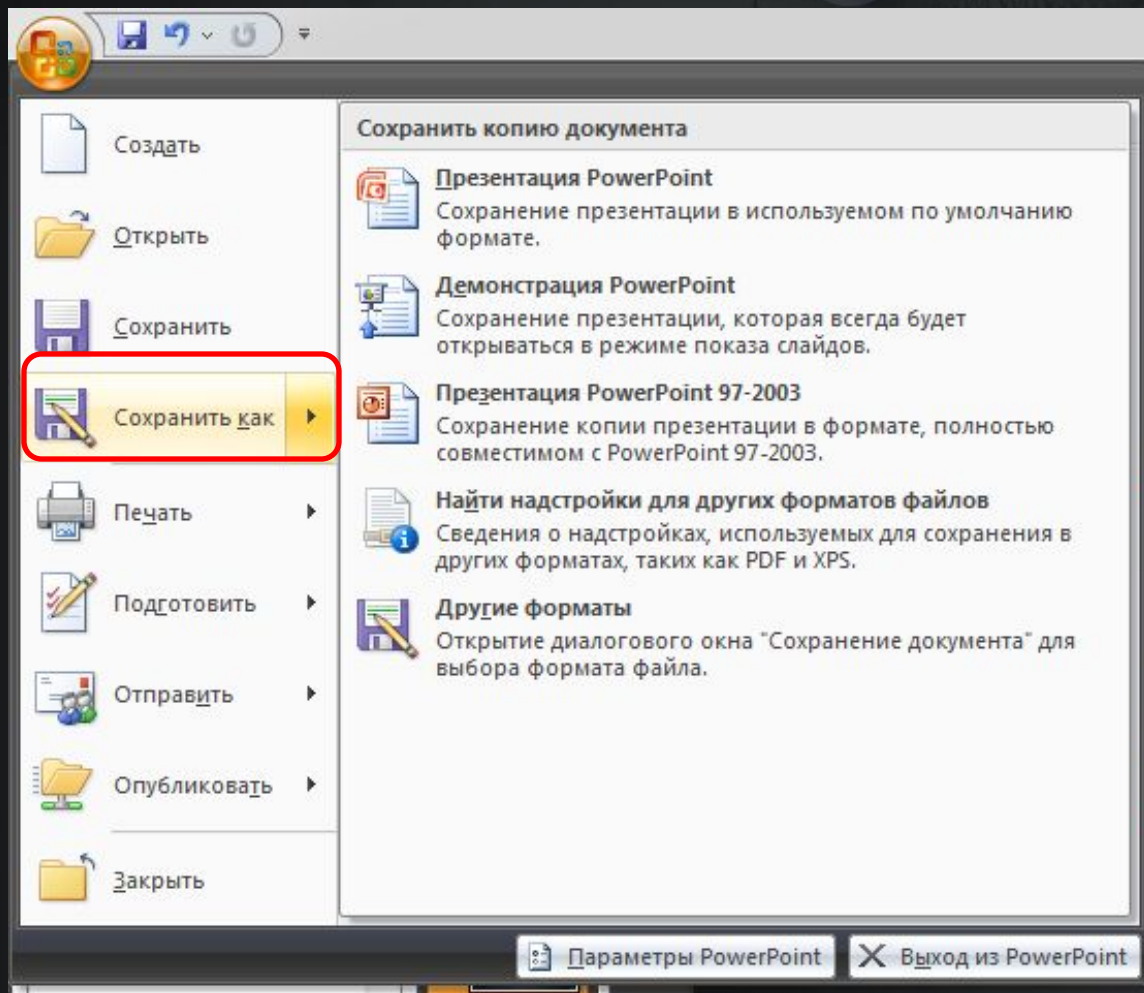 Создать
Открыть
Сохранить
Сохранить как
Печать
Подготовить
Отправить
Опубликовать
Закрыть
Сохранить копию документа
Презентация PowerPoint
Сохранение презентации в используемом по умолчанию
формате.
Демонстрация PowerPoint
Сохранение презентации, которая всегда будет
открываться в режиме показа слайдов.
Презентация PowerPoint 97-2003
Сохранение копии презентации в формате, полностью
совместимом с PowerPoint 97-2003.
Найти надстройки для других форматов файлов
Сведения о надстройках, используемых для сохранения в
других форматах, таких как PDF и XPS.
Другие форматы
Открытие диалогового окна "Сохранение документа" для
выбора формата файла.
Параметры PowerPoint
Выход из PowerPoint